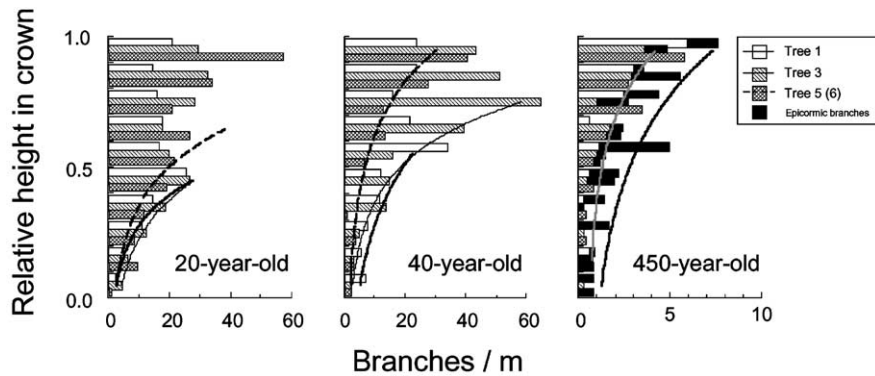 Relative height in crown
1.0
0.5
0.0
20-year-old
0 20 40 60
40-year-old
0 20 40 60
450-year-old
0 5 10
Branches / m
Tree 1
Tree 3
Tree 5 (6)
Epicormic branches